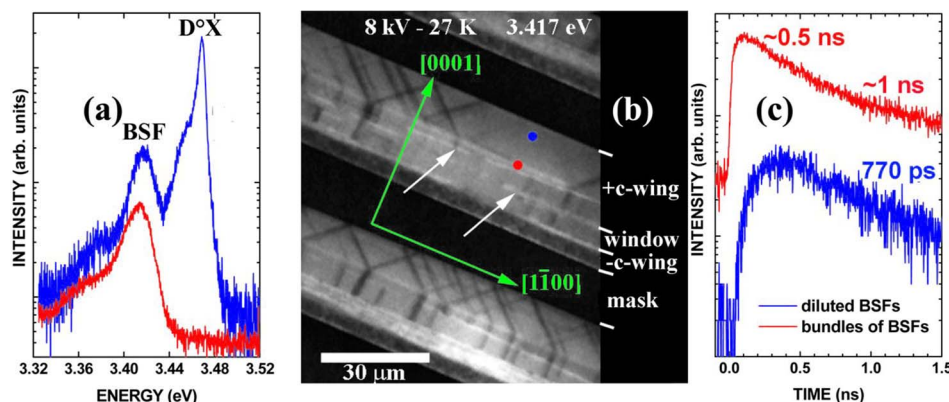 INTENSITY (arb. units)
(a)
BSF
D°X
3.32 3.36 3.40 3.44 3.48 3.52
ENERGY (eV)
8 kV - 27 K 3.417 eV
[0001]
(b)
+c-wing
window
-c-wing
mask
[11̄00]
30 µm
INTENSITY (arb. units)
~0.5 ns
(c)
~1 ns
770 ps
diluted BSFs
bundles of BSFs
0.0 0.5 1.0 1.5
TIME (ns)